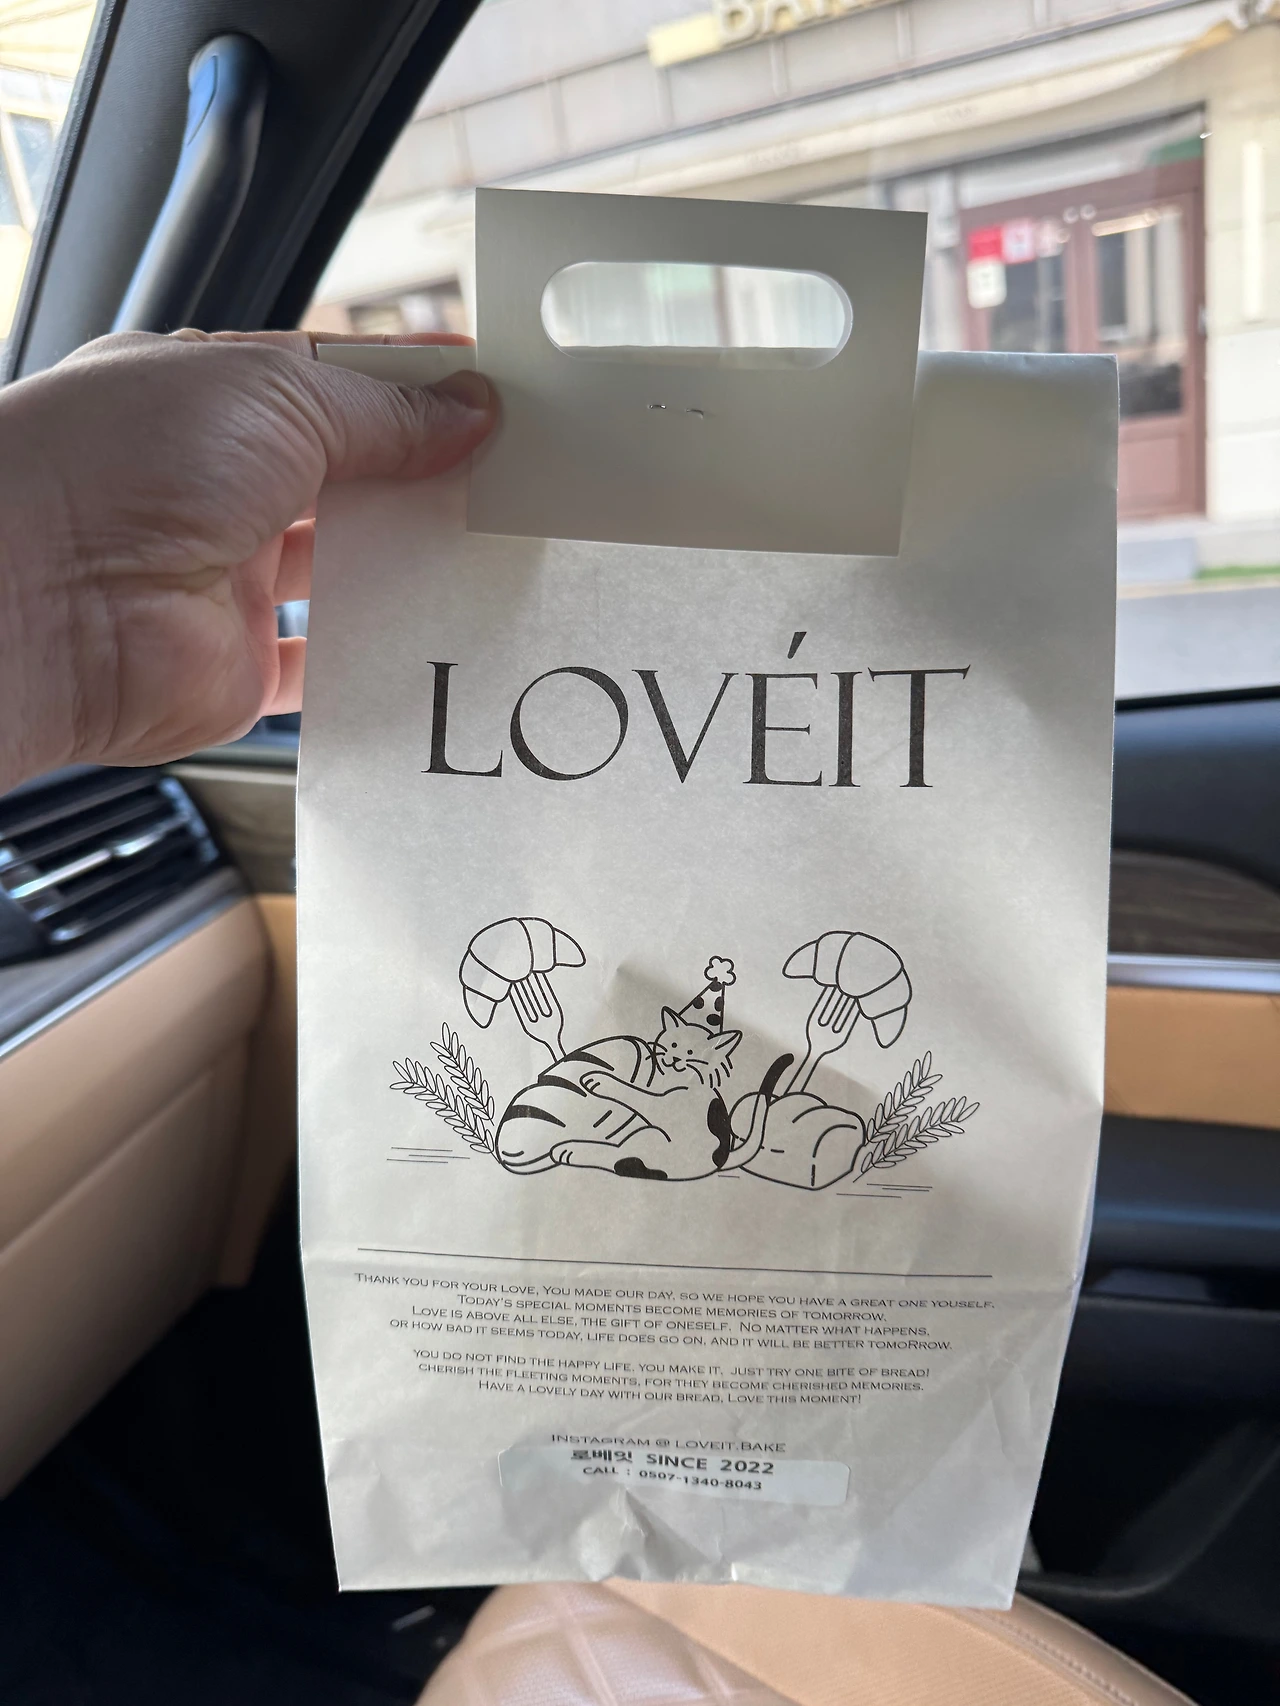 LOVÉIT
THANK YOU FOR YOUR LOVE, YOU MADE OUR DAY, SO WE HOPE YOU HAVE A GREAT ONE YOUSELF.
TODAY'S SPECIAL MOMENTS BECOME MEMORIES OF TOMORROW.
LOVE IS ABOVE ALL ELSE, THE GIFT OF ONESELF. NO MATTER WHAT HAPPENS,
OR HOW BAD IT SEEMS TODAY, LIFE DOES GO ON, AND IT WILL BE BETTER TOMORROW.
YOU DO NOT FIND THE HAPPY LIFE. YOU MAKE IT. JUST TRY ONE BITE OF BREAD!
CHERISH THE FLEETING MOMENTS, FOR THEY BECOME CHERISHED MEMORIES.
HAVE A LOVELY DAY WITH OUR BREAD, LOVE THIS MOMENT!
INSTAGRAM @ LOVEIT.BAKE
로베잇 SINCE 2022
CALL : 0507-1340-8043